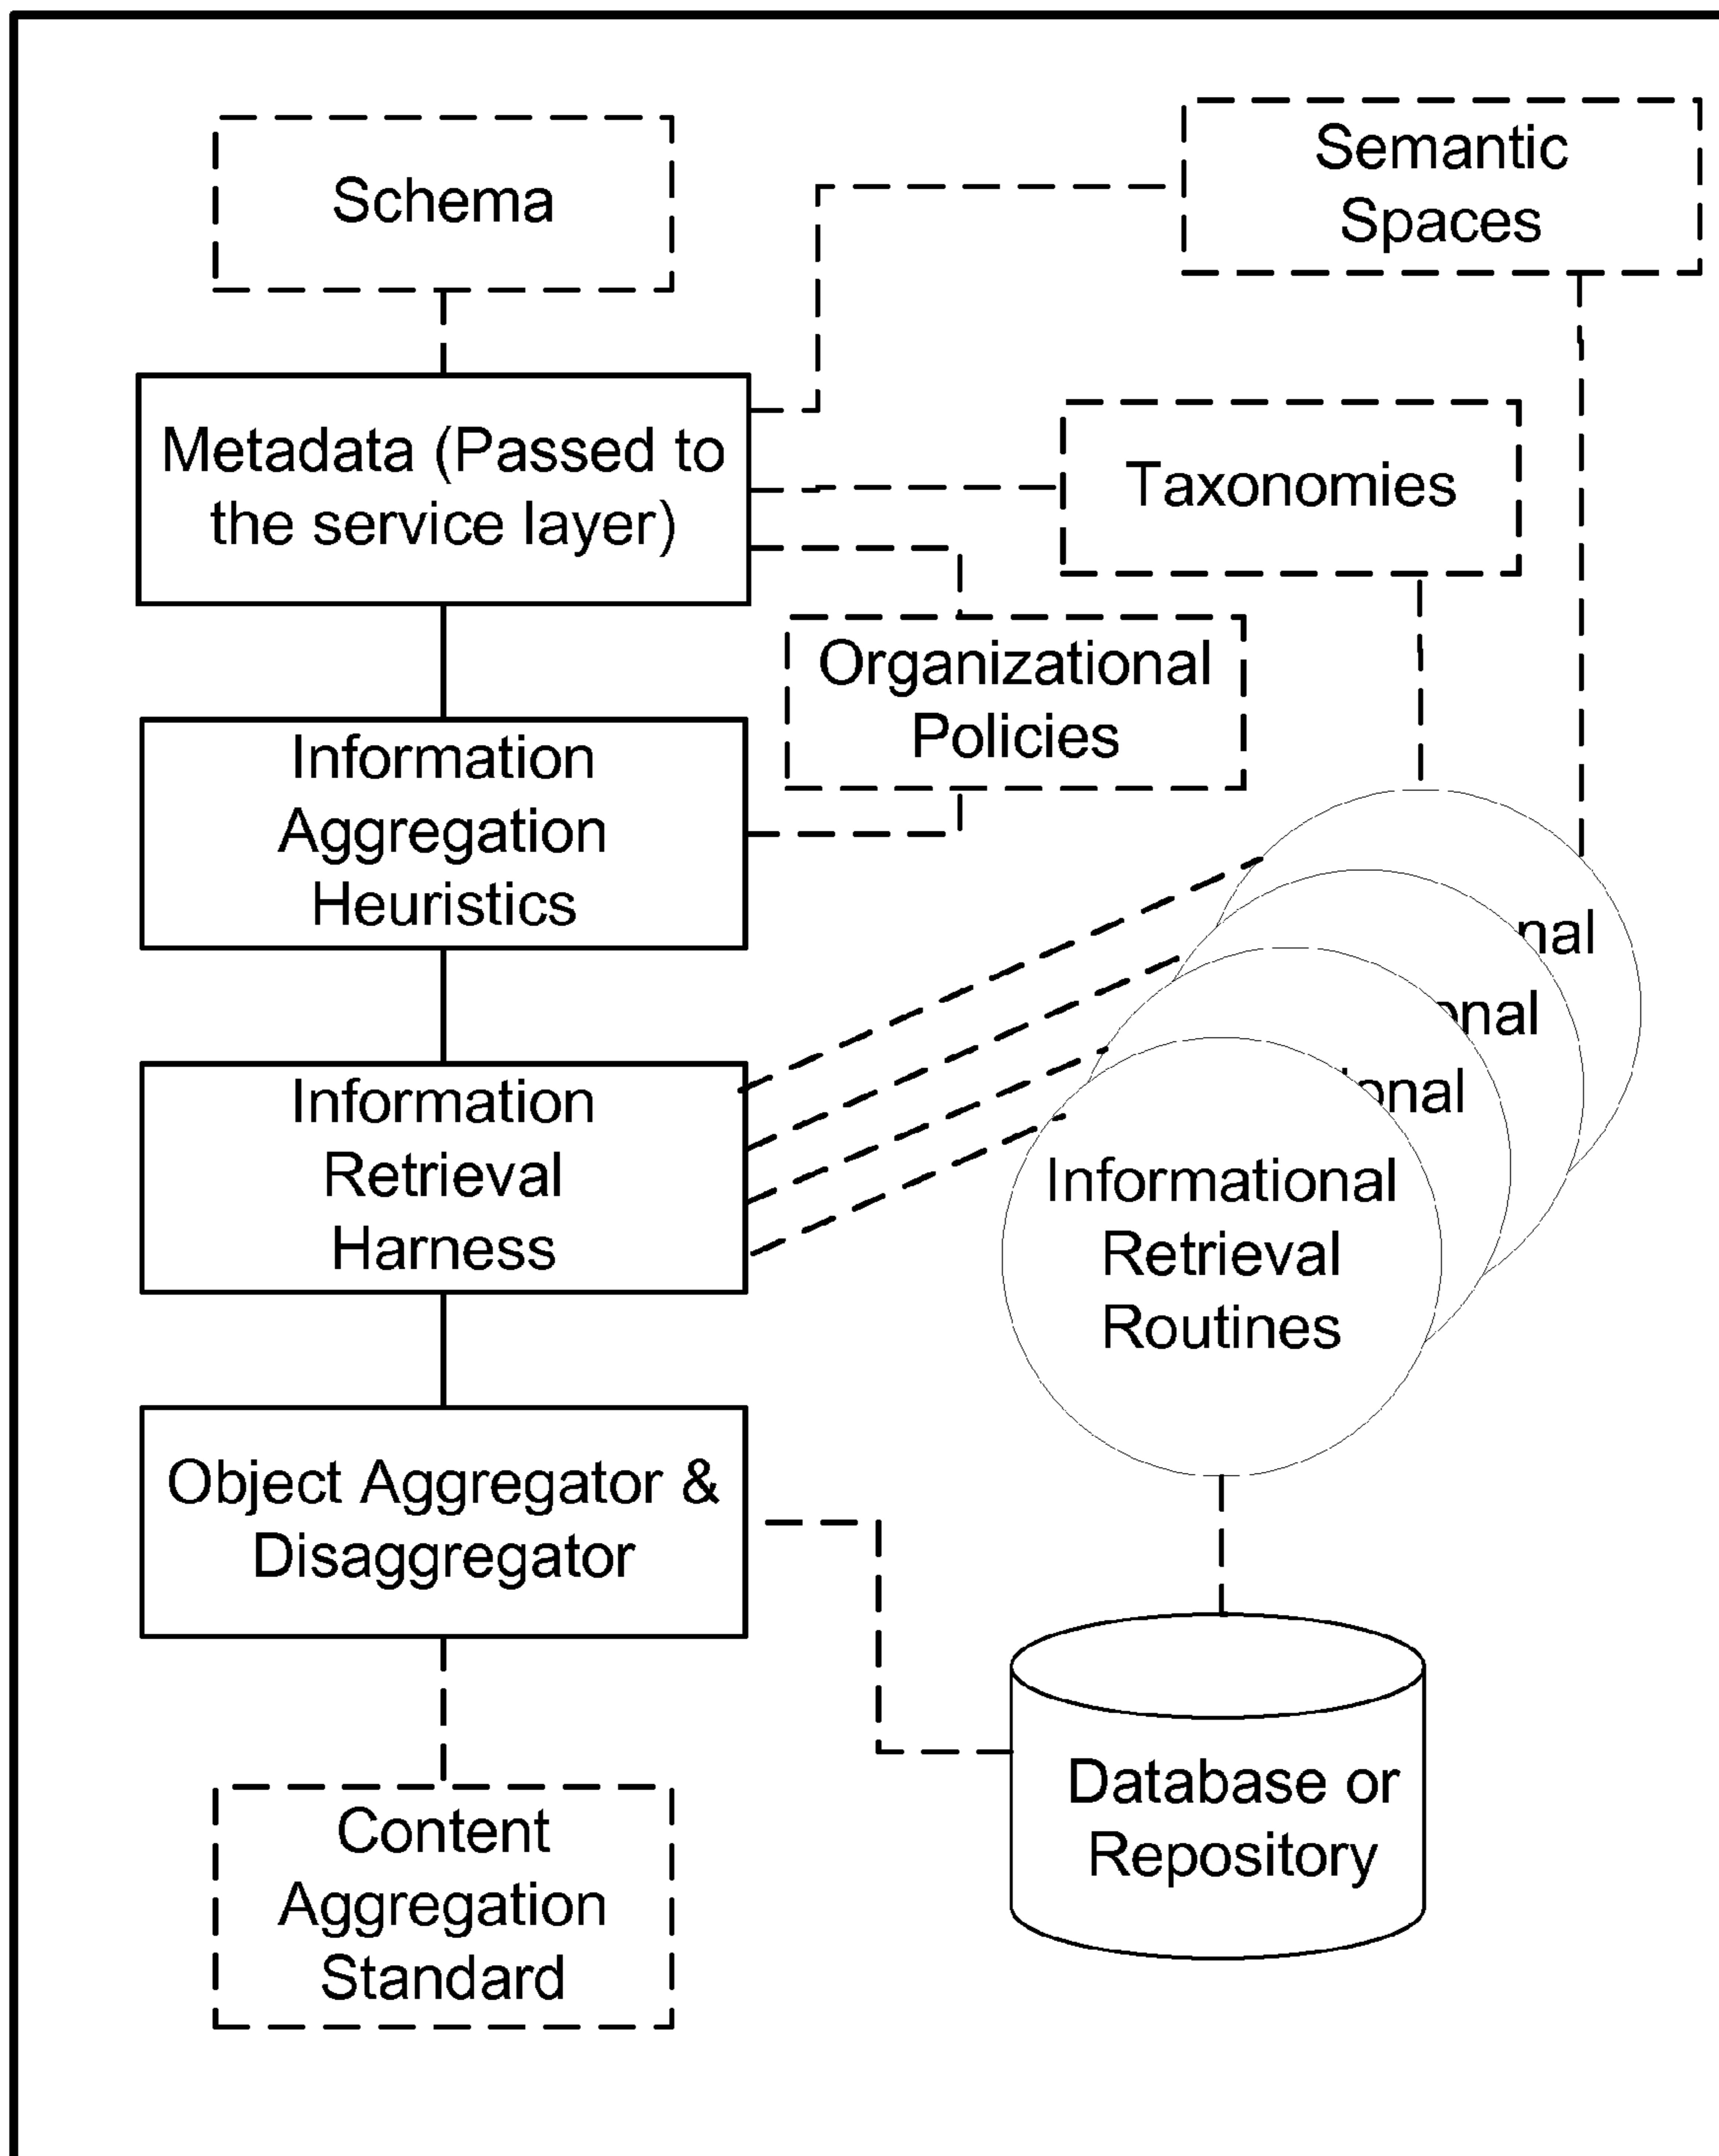 Schema
Semantic
Spaces
Metadata (Passed to
the service layer)
Taxonomies
Organizational
Policies
Information
Aggregation
Heuristics
Information
Retrieval
Harness
Informational
Retrieval
Routines
Object Aggregator &
Disaggregator
Database or
Repository
Content
Aggregation
Standard